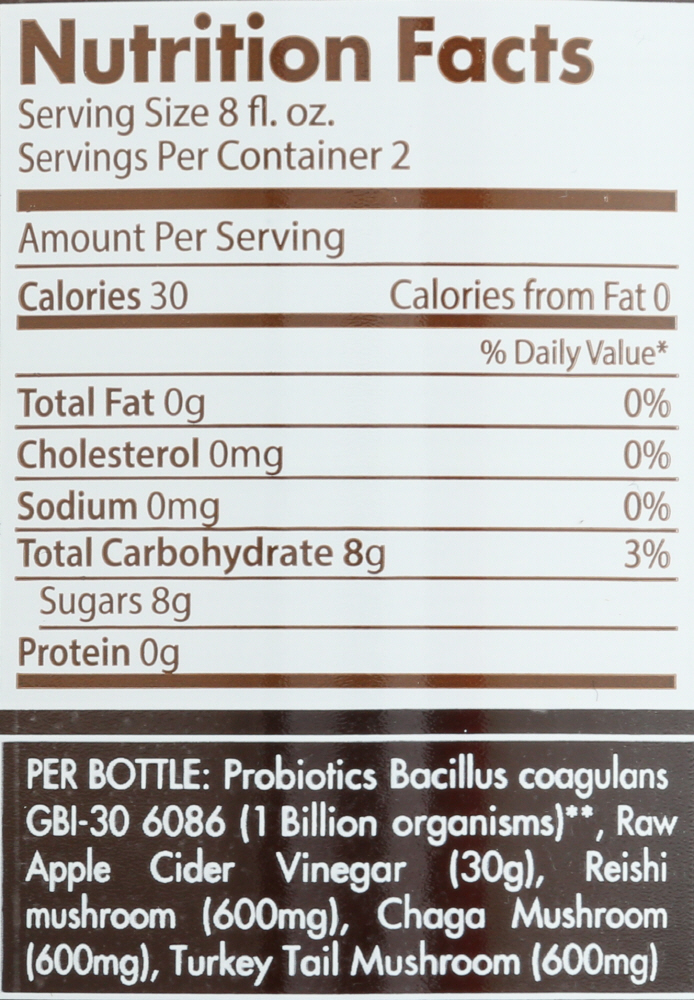 Nutrition Facts
Serving Size 8 fl. oz.
Servings Per Container 2
Amount Per Serving
Calories 30 Calories from Fat 0
% Daily Value*
Total Fat 0g 0%
Cholesterol 0mg 0%
Sodium 0mg 0%
Total Carbohydrate 8g 3%
Sugars 8g
Protein 0g
PER BOTTLE: Probiotics Bacillus coagulans
GBI-30 6086 (1 Billion organisms)**, Raw
Apple Cider Vinegar (30g), Reishi
mushroom (600mg), Chaga Mushroom
(600mg), Turkey Tail Mushroom (600mg)